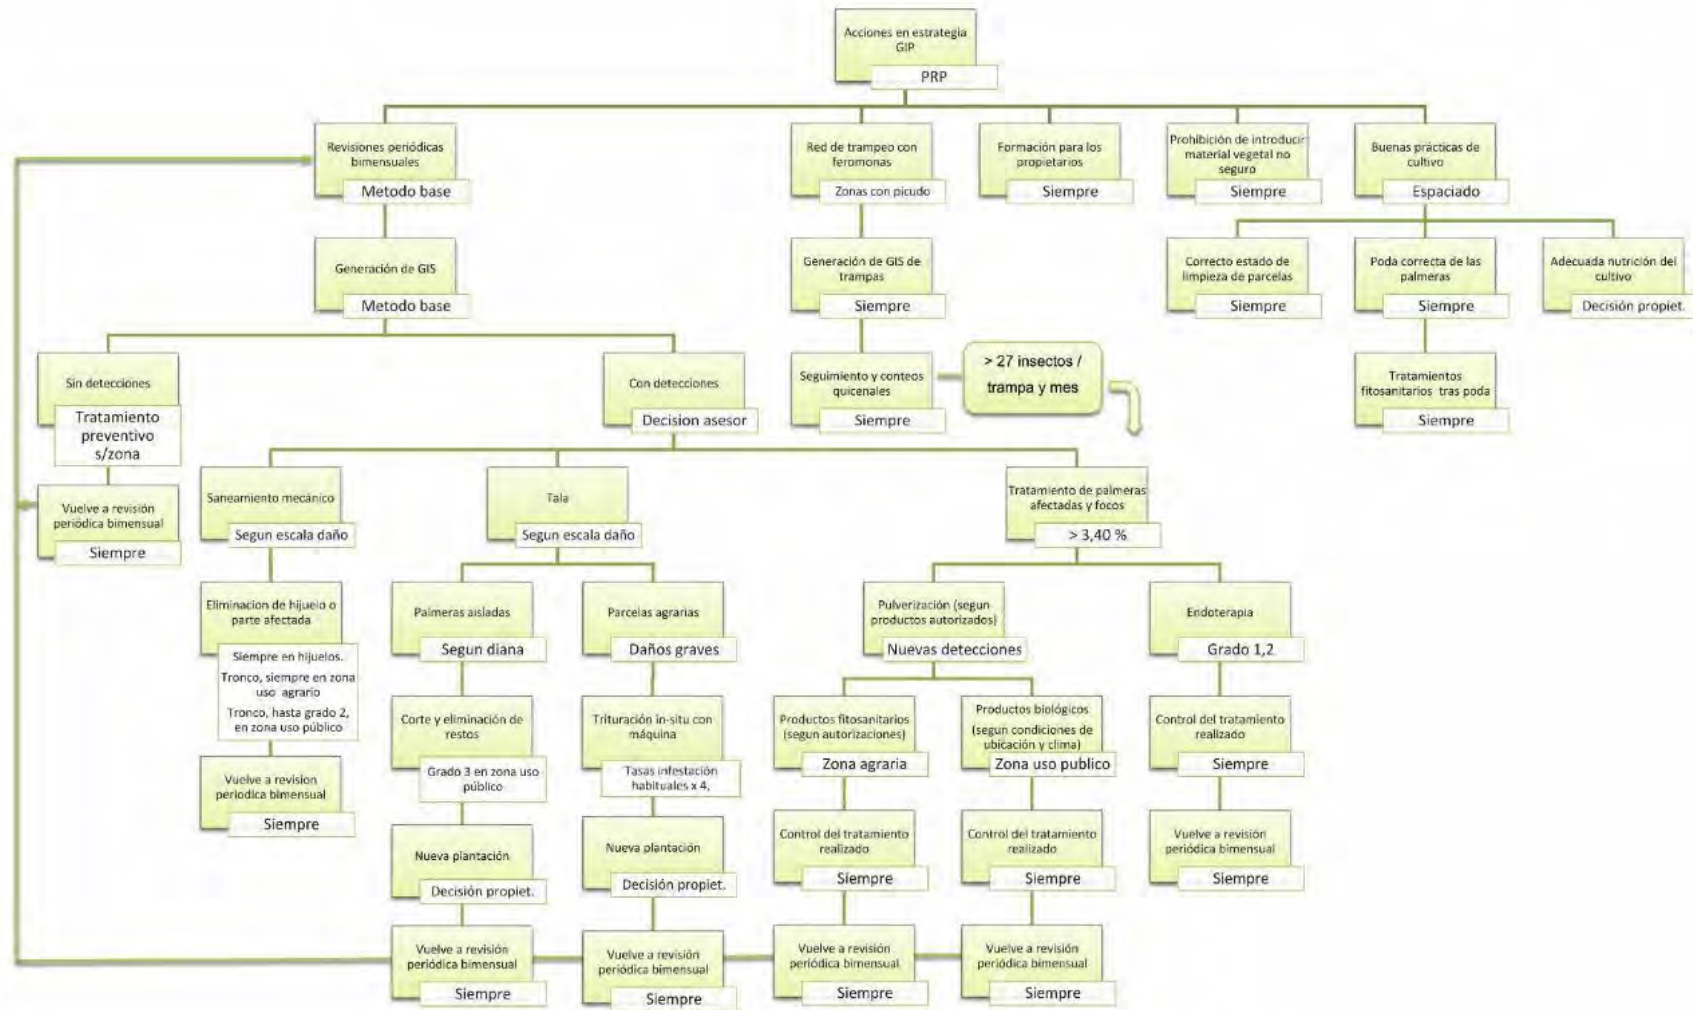 Acciones en estrategia
GIP
PRP
Revisiones periódicas
bimensuales
Metodo base
Red de trampeo con
feromonas
Zonas con picudo
Formación para los
propietarios
Siempre
Prohibición de introducir
material vegetal no
seguro
Siempre
Buenas prácticas de
cultivo
Espaciado
Generación de GIS
Metodo base
Generación de GIS de
trampas
Siempre
Correcto estado de
limpieza de parcelas
Siempre
Poda correcta de las
palmeras
Siempre
Adecuada nutrición del
cultivo
Decisión propiet.
Sin detecciones
Tratamiento
preventivo
s/zona
Con detecciones
Decision asesor
Seguimiento y conteos
quicenales
Siempre
> 27 insectos /
trampa y mes
Tratamientos
fitosanitarios tras poda
Siempre
Vuelve a revisión
periódica bimensual
Siempre
Saneamiento mecánico
Segun escala daño
Tala
Segun escala daño
Tratamiento de palmeras
afectadas y focos
> 3,40 %
Eliminacion de hijuelo o
parte afectada
Siempre en hijuelos.
Tronco, siempre en zona
uso agrario
Tronco, hasta grado 2,
en zona uso público
Palmeras aisladas
Segun diana
Parcelas agrarias
Daños graves
Pulverización (segun
productos autorizados)
Nuevas detecciones
Endoterapia
Grado 1,2
Vuelve a revision
periodica bimensual
Siempre
Corte y eliminación de
restos
Grado 3 en zona uso
público
Trituración in-situ con
máquina
Tasas infestación
habituales x 4,
Productos fitosanitarios
(segun autorizaciones)
Zona agraria
Productos biológicos
(segun condiciones de
ubicación y clima)
Zona uso publico
Control del tratamiento
realizado
Siempre
Nueva plantación
Decisión propiet.
Nueva plantación
Decisión propiet.
Control del tratamiento
realizado
Siempre
Control del tratamiento
realizado
Siempre
Vuelve a revisión
periódica bimensual
Siempre
Vuelve a revisión
periódica bimensual
Siempre
Vuelve a revisión
periódica bimensual
Siempre
Vuelve a revisión
periódica bimensual
Siempre
Vuelve a revisión
periódica bimensual
Siempre